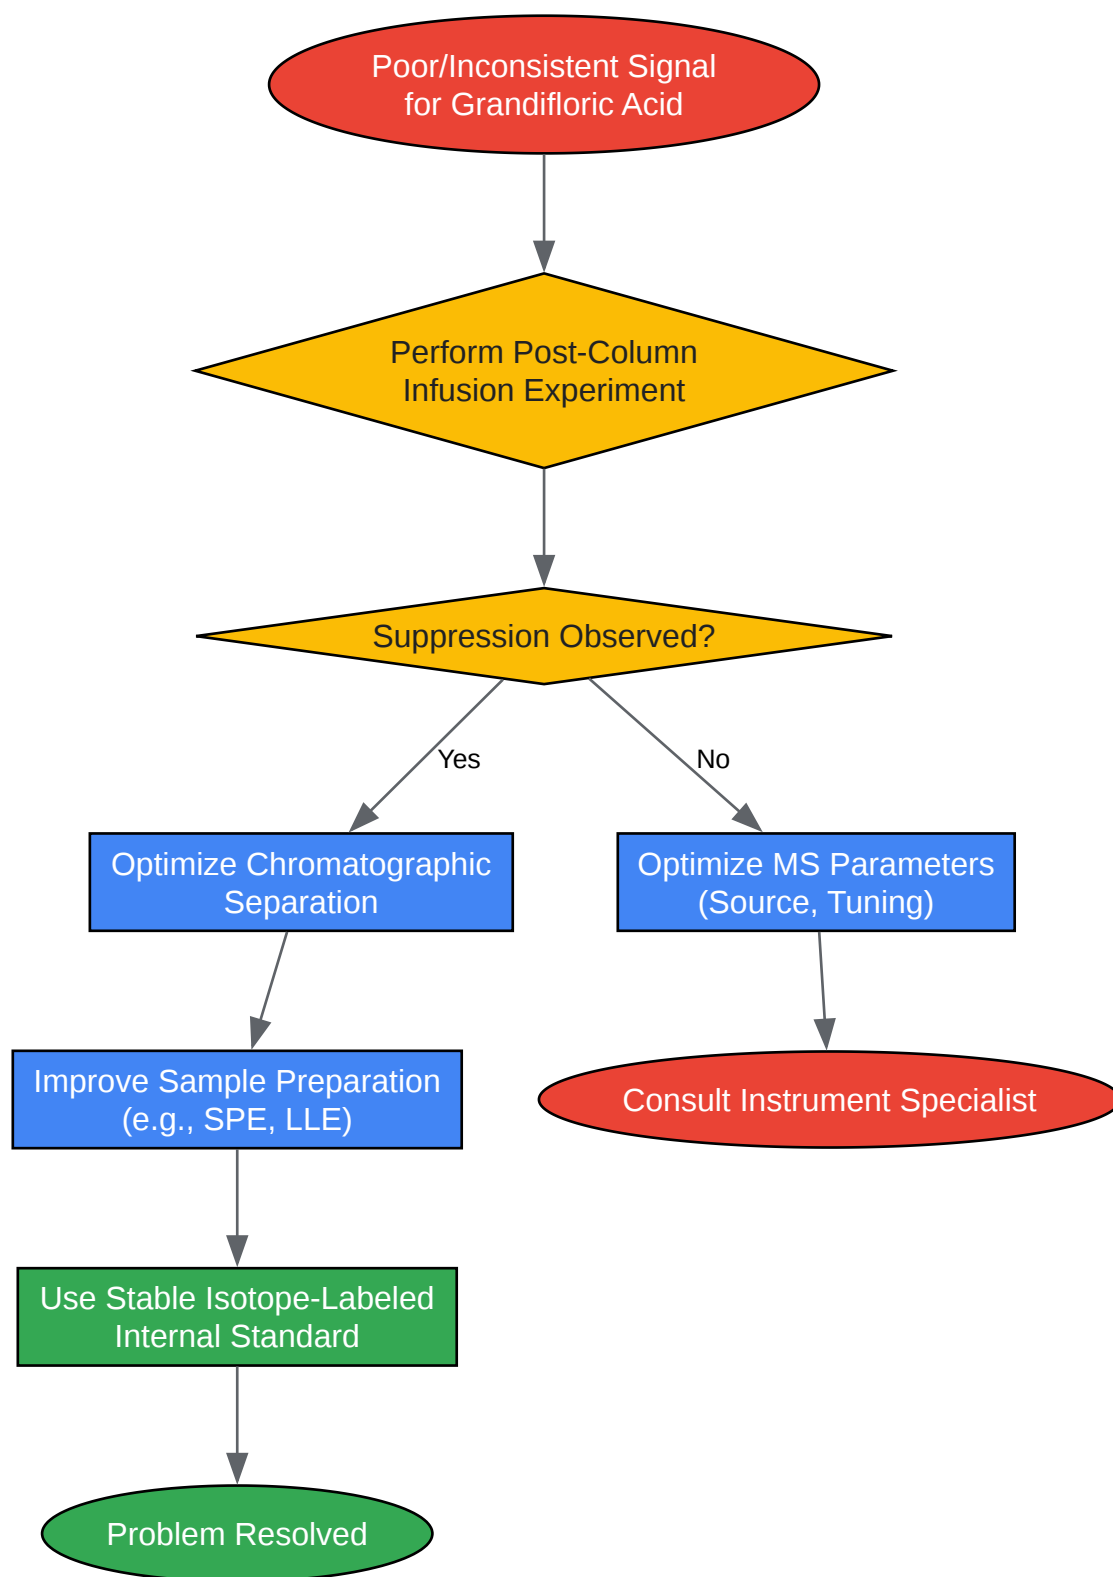 Poor/Inconsistent Signal
for Grandifloric Acid
Perform Post-Column
Infusion Experiment
Suppression Observed?
Yes
No
Optimize Chromatographic
Separation
Optimize MS Parameters
(Source, Tuning)
Improve Sample Preparation
(e.g., SPE, LLE)
Consult Instrument Specialist
Use Stable Isotope-Labeled
Internal Standard
Problem Resolved